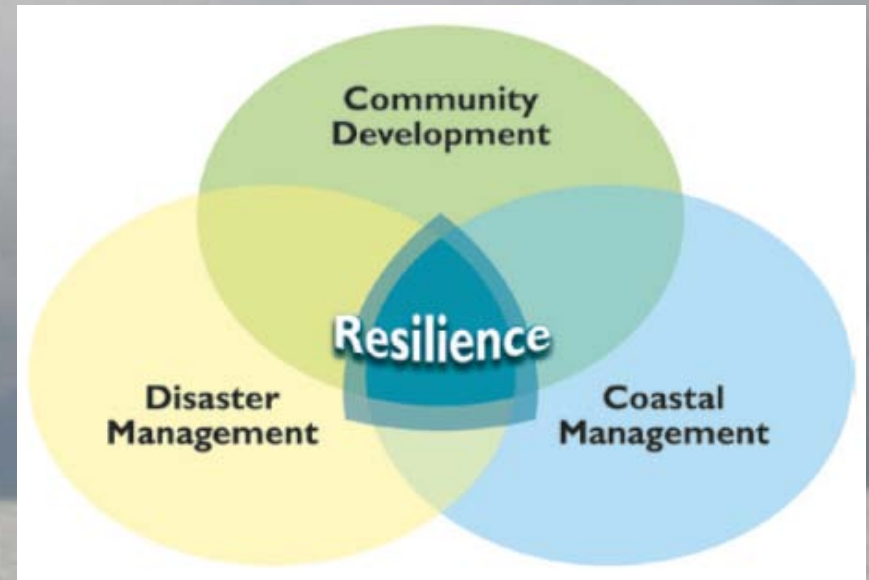 Community
Development
Resilience
Disaster
Management
Coastal
Management